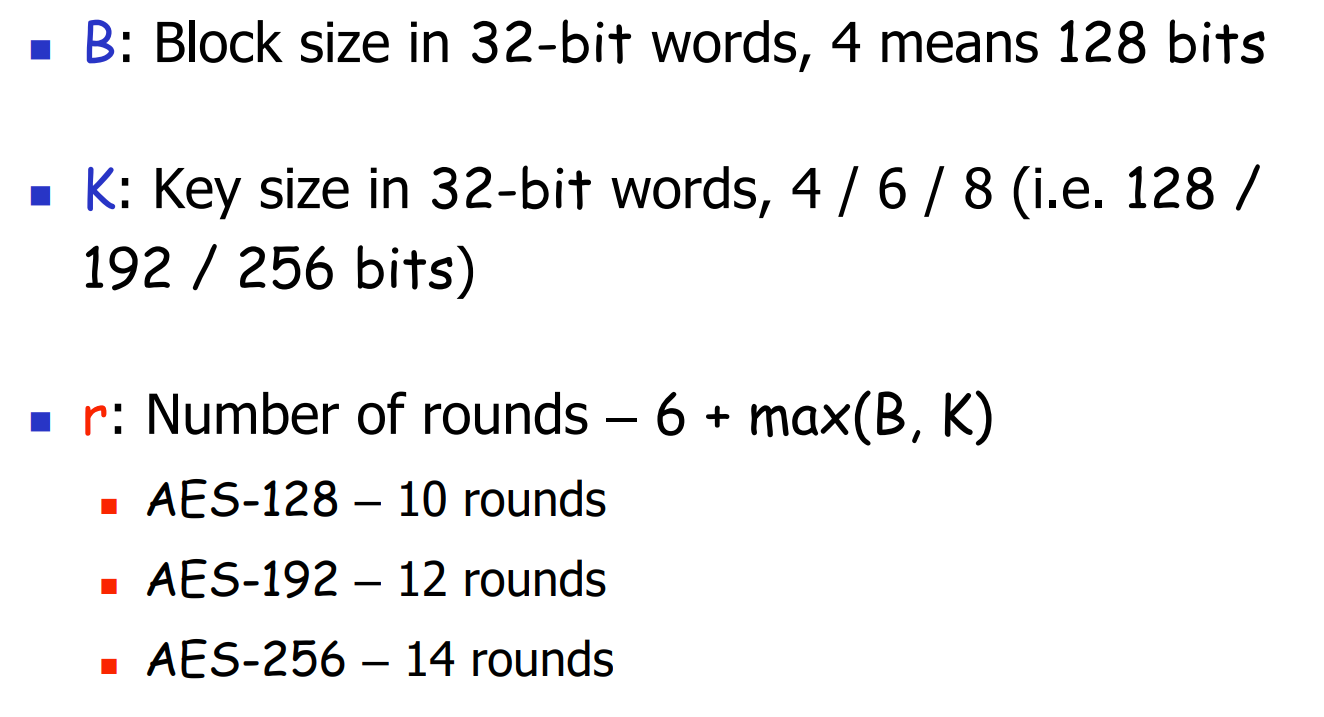 B: Block size in 32-bit words, 4 means 128 bits
K: Key size in 32-bit words, 4 / 6 / 8 (i.e. 128 /
192 / 256 bits)
r: Number of rounds – 6 + max(B, K)
AES-128 – 10 rounds
AES-192 – 12 rounds
AES-256 – 14 rounds